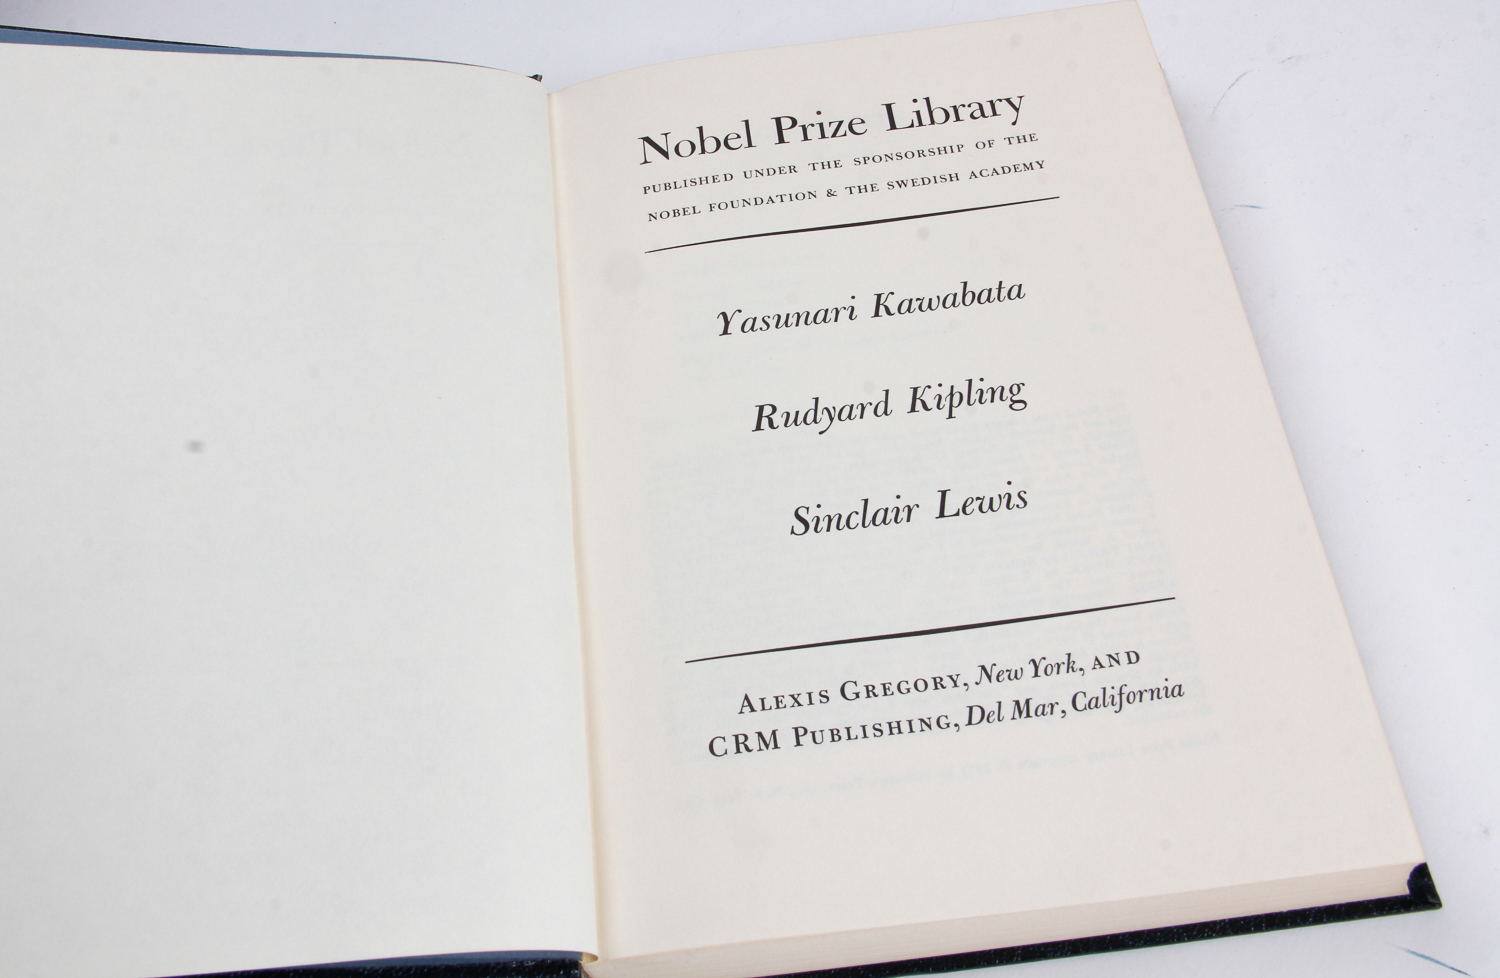 Nobel Prize Library
PUBLISHED UNDER THE SPONSORSHIP OF THE
NOBEL FOUNDATION & THE SWEDISH ACADEMY
Yasunari Kawabata
Rudyard Kipling
Sinclair Lewis
ALEXIS GREGORY, New York, AND
CRM PUBLISHING, Del Mar, California